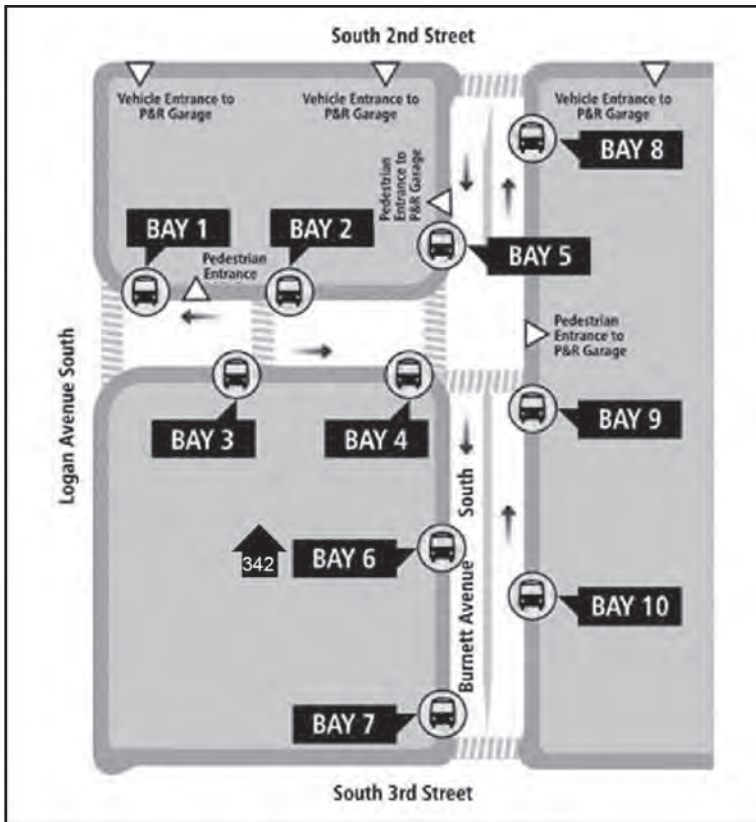 South 2nd Street
Vehicle Entrance to
P&R Garage
Vehicle Entrance to
P&R Garage
Vehicle Entrance to
P&R Garage
BAY 8
Pedestrian
Entrance to
P&R Garage
BAY 1
BAY 2
BAY 5
Pedestrian
Entrance
Pedestrian
Entrance to
P&R Garage
Logan Avenue South
BAY 3
BAY 4
BAY 9
Burnett Avenue South
342
BAY 6
BAY 10
BAY 7
South 3rd Street